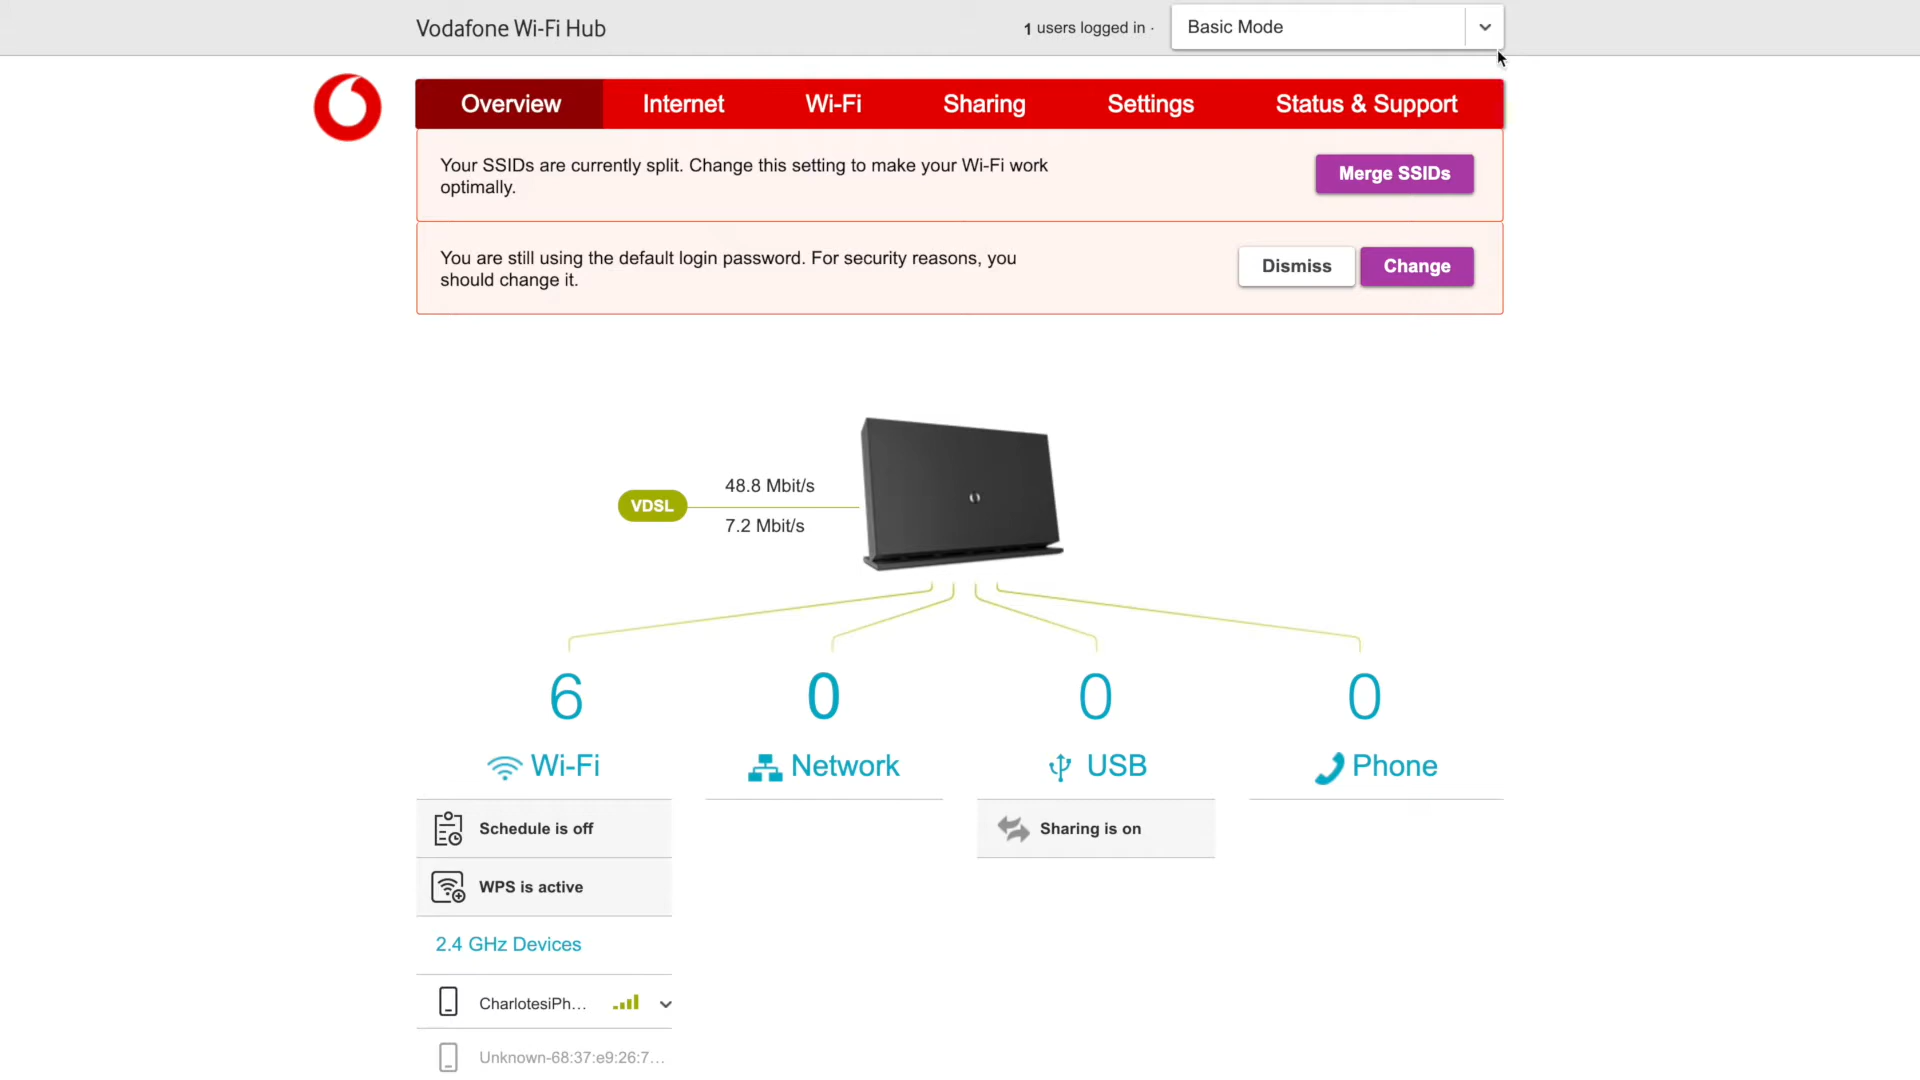 Vodafone Wi-Fi Hub
1 users logged in ·
Basic Mode
Overview
Internet
Wi-Fi
Sharing
Settings
Status & Support
Your SSIDs are currently split. Change this setting to make your Wi-Fi work
optimally.
Merge SSIDs
You are still using the default login password. For security reasons, you
should change it.
Dismiss
Change
VDSL
48.8 Mbit/s
7.2 Mbit/s
6
0
0
0
Wi-Fi
Network
USB
Phone
Schedule is off
Sharing is on
WPS is active
2.4 GHz Devices
CharlotesiPh...
Unknown-68:37:e9:26:7...